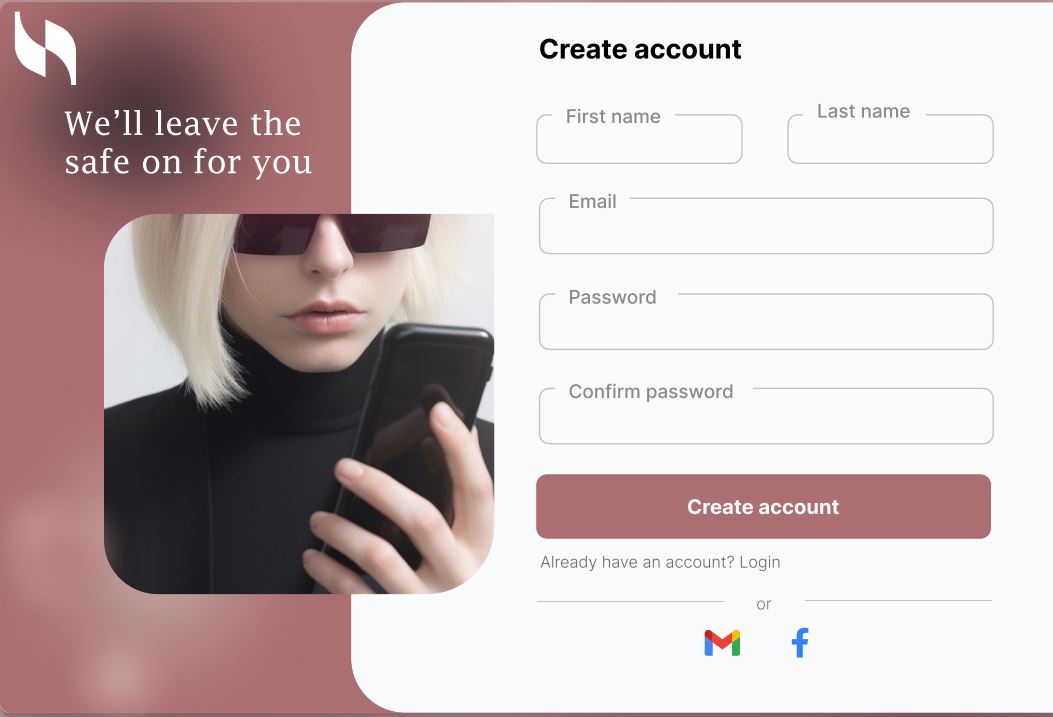 We’ll leave the
safe on for you
Create account
First name
Last name
Email
Password
Confirm password
Create account
Already have an account? Login
or